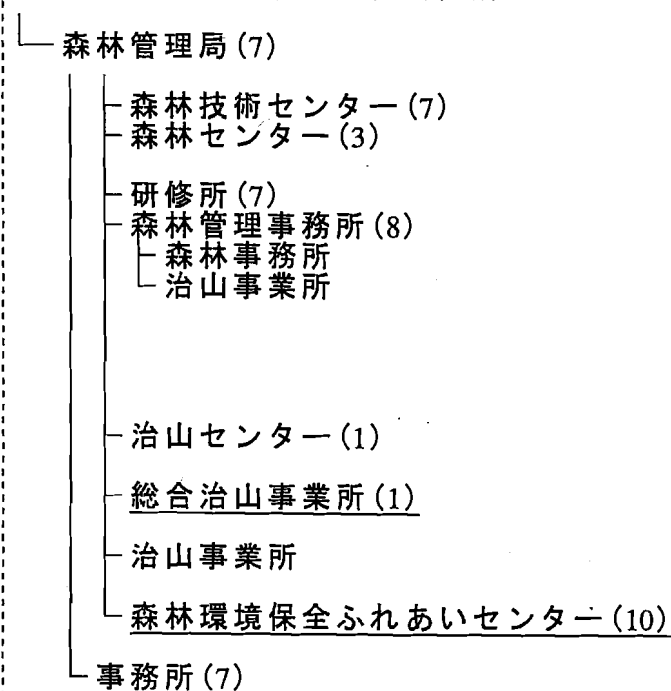 森林管理局(7)
森林技術センター(7)
森林センター(3)
研修所(7)
森林管理事務所(8)
森林事務所
治山事業所
治山センター(1)
総合治山事業所(1)
治山事業所
森林環境保全ふれあいセンター(10)
事務所(7)